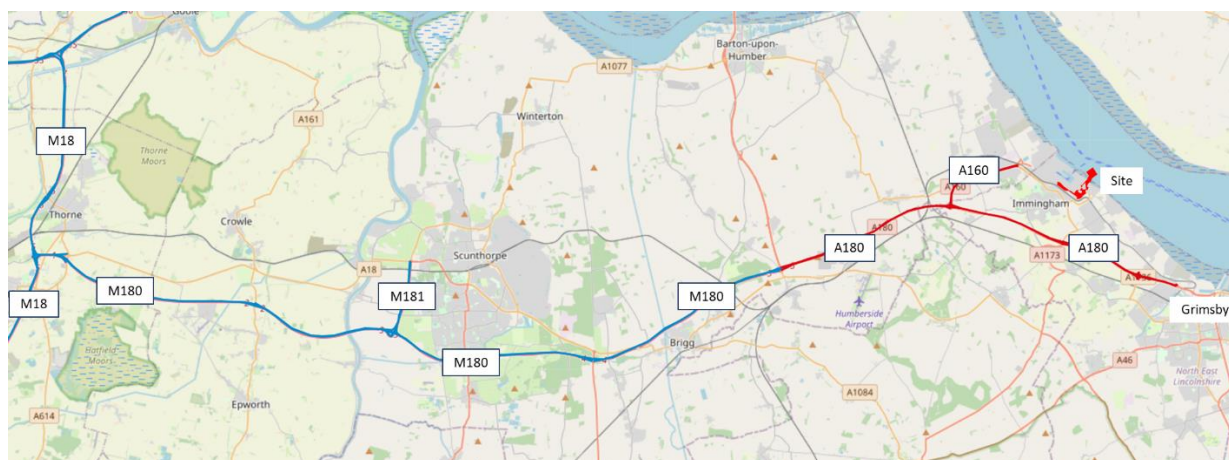 Goole
Barton-upon-
Humber
A1077
M18
A161
Winterton
Thorne
Moors
A160
A160
Site
Immingham
Thorne
Crowle
A180
Scunthorpe
A180
A180
A18
A1173
M180
M181
M180
M18
Humberside
Airport
Grimsby
Brigg
Hatfield
Moors
M180
A46
North East
Lincolnshire
A1084
Epworth
A614